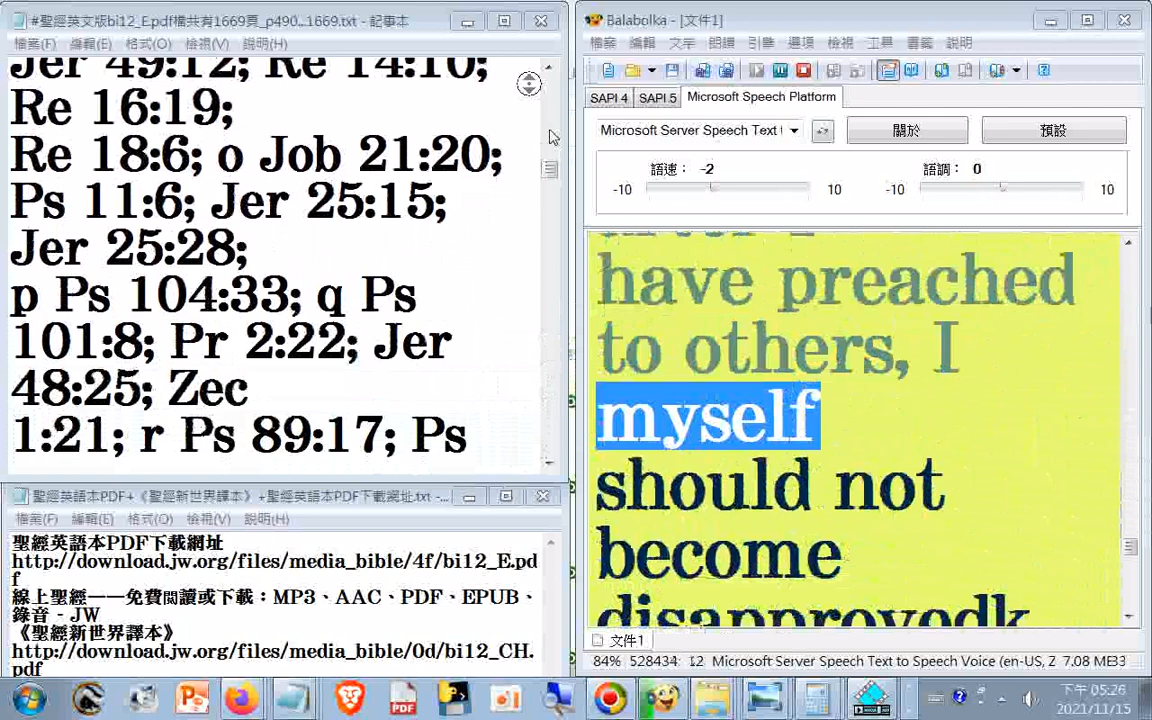 #聖經英文版bi12_E.pdf檔共有1669頁_p490...1669.txt - 記事本
檔案(F) 編輯(E) 格式(O) 檢視(V) 說明(H)
Jer 49:12; Re 14:10;
Re 16:19;
Re 18:6; o Job 21:20;
Ps 11:6; Jer 25:15;
Jer 25:28;
p Ps 104:33; q Ps
101:8; Pr 2:22; Jer
48:25; Zec
1:21; r Ps 89:17; Ps
聖經英語本PDF+《聖經新世界譯本》+聖經英語本PDF下載網址.txt - ...
檔案(F) 編輯(E) 格式(O) 檢視(V) 說明(H)
聖經英語本PDF下載網址
http://download.jw.org/files/media_bible/4f/bi12_E.pd
f
線上聖經——免費閱讀或下載：MP3、AAC、PDF、EPUB、
錄音 - JW
《聖經新世界譯本》
http://download.jw.org/files/media_bible/0d/bi12_CH.
pdf
Balabolka - [文件1]
檔案 編輯 文字 朗讀 引擎 選項 檢視 工具 書籤 說明
SAPI 4 SAPI 5 Microsoft Speech Platform
Microsoft Server Speech Text t 關於 預設
語速： -2 語調： 0
-10 10 -10 10
have preached
to others, I
myself
should not
become
disapprovedk
文件1
84% 528434: 12 Microsoft Server Speech Text to Speech Voice (en-US, Z 7.08 ME33
PDF
下午 05:26
2021/11/15